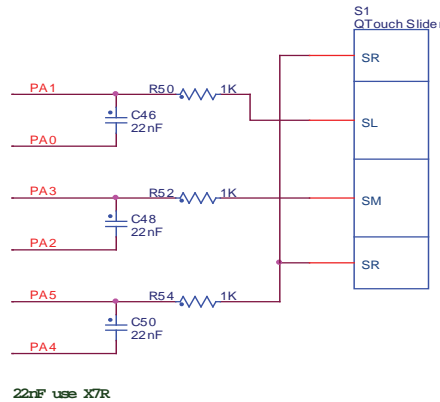 S1
QTouch Slider
SR
PA1
R50
1K
C46
22nF
SL
PA0
PA3
R52
1K
SM
C48
22nF
PA2
SR
PA5
R54
1K
C50
22nF
PA4
22nF use X7R